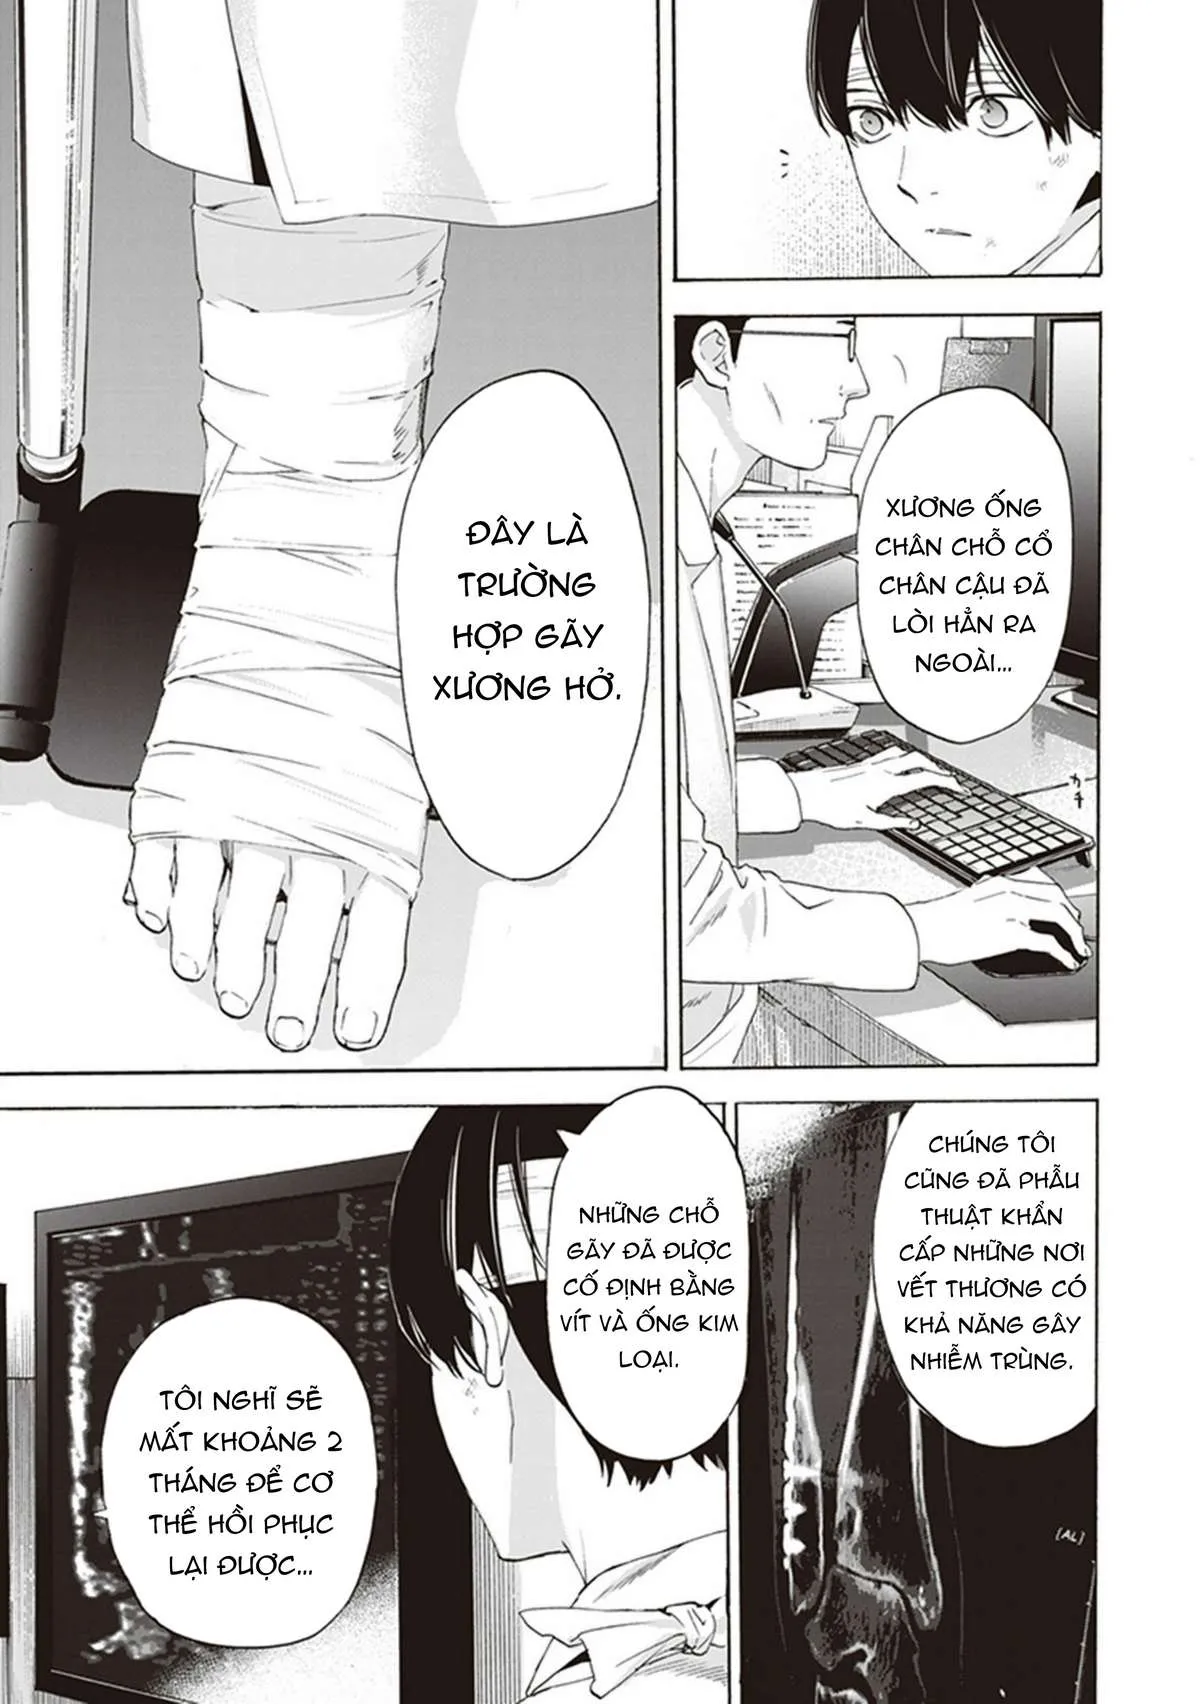 XƯƠNG ỐNG
CHÂN CHỖ CỔ
CHÂN CẬU ĐÃ
LÒI HẲN RA
NGOÀI...
カチ
ĐÂY LÀ
TRƯỜNG
HỢP GÃY
XƯƠNG HỞ.
CHÚNG TÔI
CŨNG ĐÃ PHẪU
THUẬT KHẨN
CẤP NHỮNG NƠI
VẾT THƯƠNG CÓ
KHẢ NĂNG GÂY
NHIỄM TRÙNG.
[AL]
NHỮNG CHỖ
GÃY ĐÃ ĐƯỢC
CỐ ĐỊNH BẰNG
VÍT VÀ ỐNG KIM
LOẠI.
TÔI NGHĨ SẼ
MẤT KHOẢNG 2
THÁNG ĐỂ CƠ
THỂ HỒI PHỤC
LẠI ĐƯỢC...